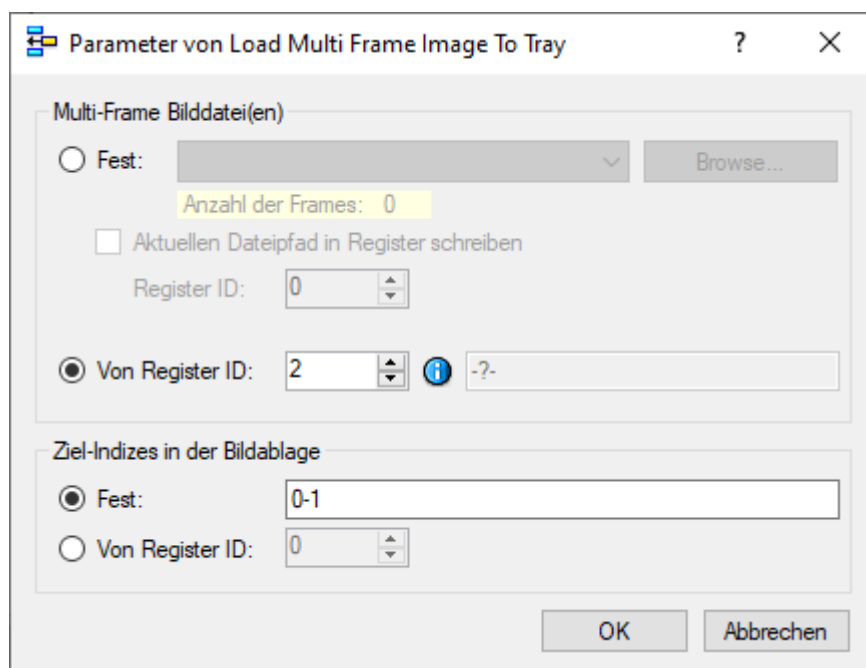 Parameter von Load Multi Frame Image To Tray ?
Multi-Frame Bilddatei(en)
Fest: Browse...
Anzahl der Frames: 0
Aktuellen Dateipfad in Register schreiben
Register ID: 0
Von Register ID: 2 i -?-
Ziel-Indizes in der Bildablage
Fest: 0-1
Von Register ID: 0
OK Abbrechen